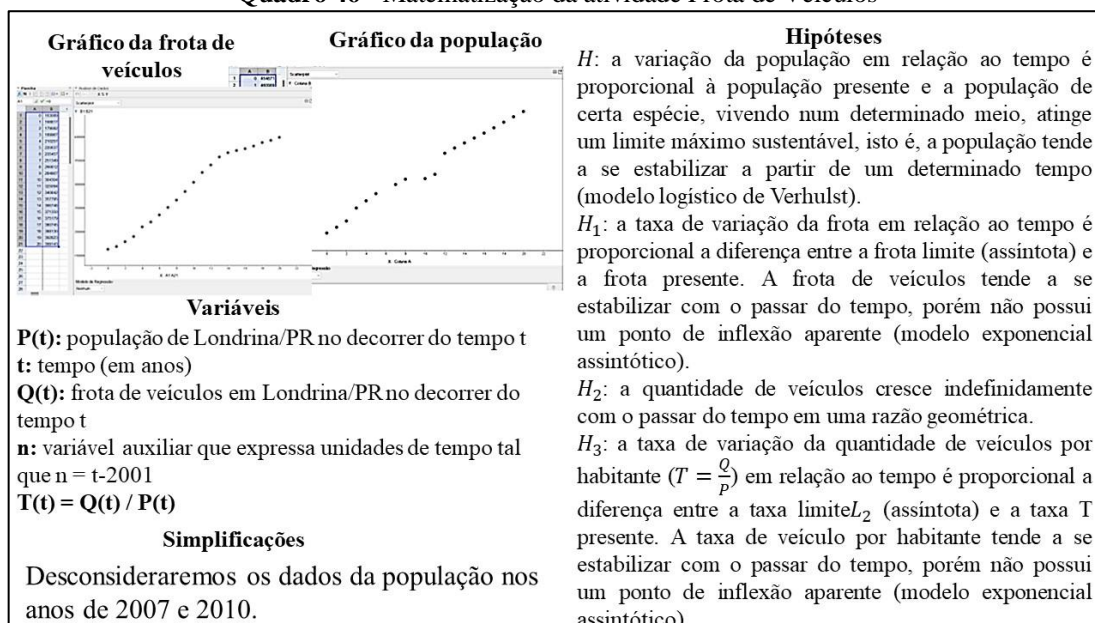 Quadro 46 - Matematização da atividade Frota de Veículos
Gráfico da frota de
veículos
Gráfico da população
Variáveis
P(t): população de Londrina/PR no decorrer do tempo t
t: tempo (em anos)
Q(t): frota de veículos em Londrina/PR no decorrer do
tempo t
n: variável auxiliar que expressa unidades de tempo tal
que n = t-2001
T(t) = Q(t) / P(t)
Simplificações
Desconsideraremos os dados da população nos
anos de 2007 e 2010.
Hipóteses
H: a variação da população em relação ao tempo é
proporcional à população presente e a população de
certa espécie, vivendo num determinado meio, atinge
um limite máximo sustentável, isto é, a população tende
a se estabilizar a partir de um determinado tempo
(modelo logístico de Verhulst).
H₁: a taxa de variação da frota em relação ao tempo é
proporcional a diferença entre a frota limite (assíntota) e
a frota presente. A frota de veículos tende a se
estabilizar com o passar do tempo, porém não possui
um ponto de inflexão aparente (modelo exponencial
assintótico).
H₂: a quantidade de veículos cresce indefinidamente
com o passar do tempo em uma razão geométrica.
H₃: a taxa de variação da quantidade de veículos por
habitante (T = Q/P) em relação ao tempo é proporcional a
diferença entre a taxa limiteL₂ (assíntota) e a taxa T
presente. A taxa de veículo por habitante tende a se
estabilizar com o passar do tempo, porém não possui
um ponto de inflexão aparente (modelo exponencial
assintótico)